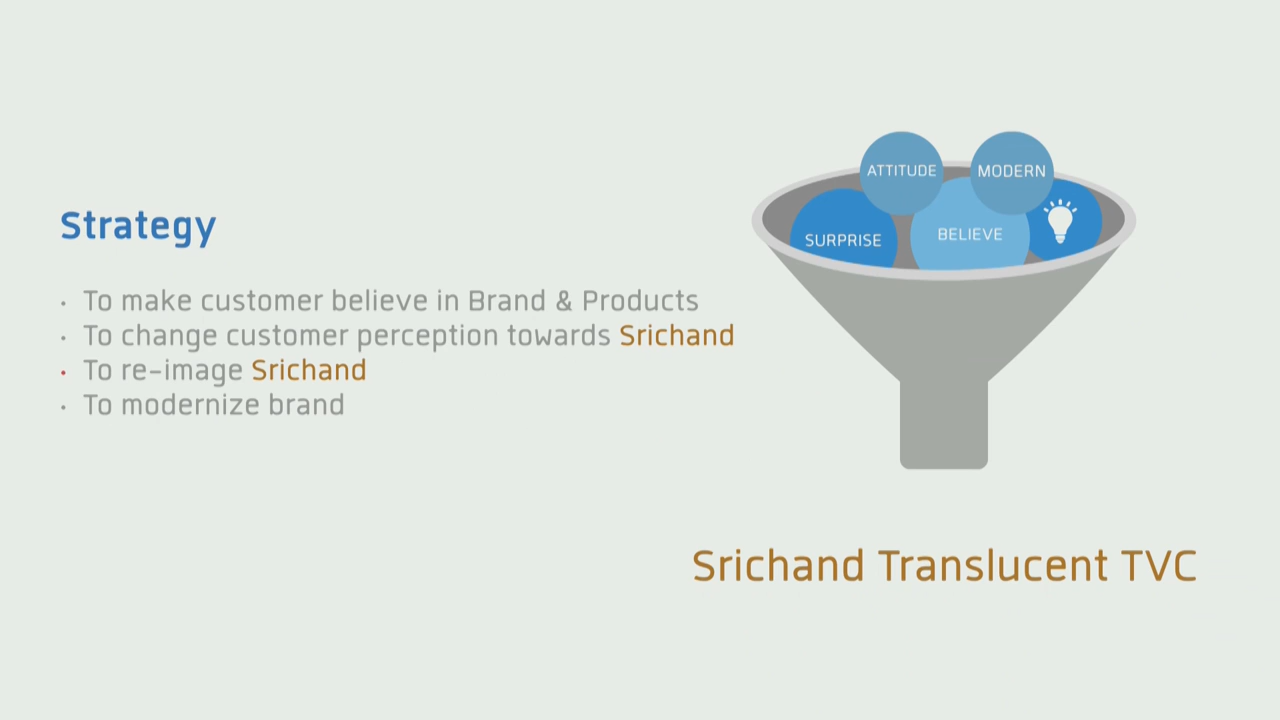 Strategy
· To make customer believe in Brand & Products
· To change customer perception towards Srichand
· To re-image Srichand
· To modernize brand
ATTITUDE
MODERN
SURPRISE
BELIEVE
Srichand Translucent TVC